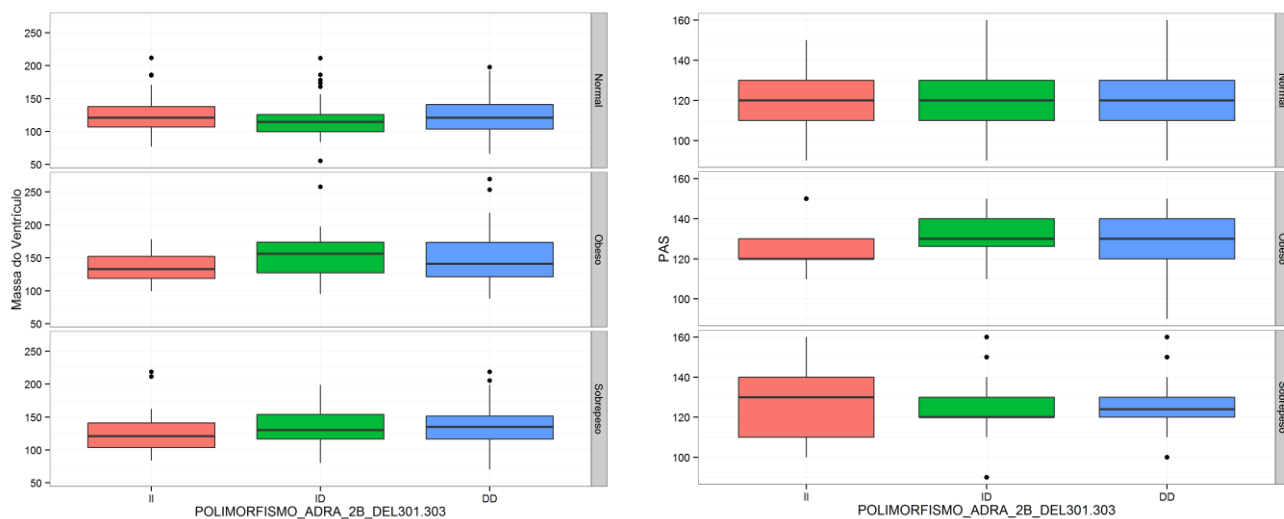 Massa do Ventrículo
250
200
150
100
50
Normal
250
200
150
100
50
Obeso
250
200
150
100
50
Sobrepeso
II
ID
DD
POLIMORFISMO_ADRA_2B_DEL301.303
PAS
160
140
120
100
Normal
160
140
120
100
Obeso
160
140
120
100
Sobrepeso
II
ID
DD
POLIMORFISMO_ADRA_2B_DEL301.303